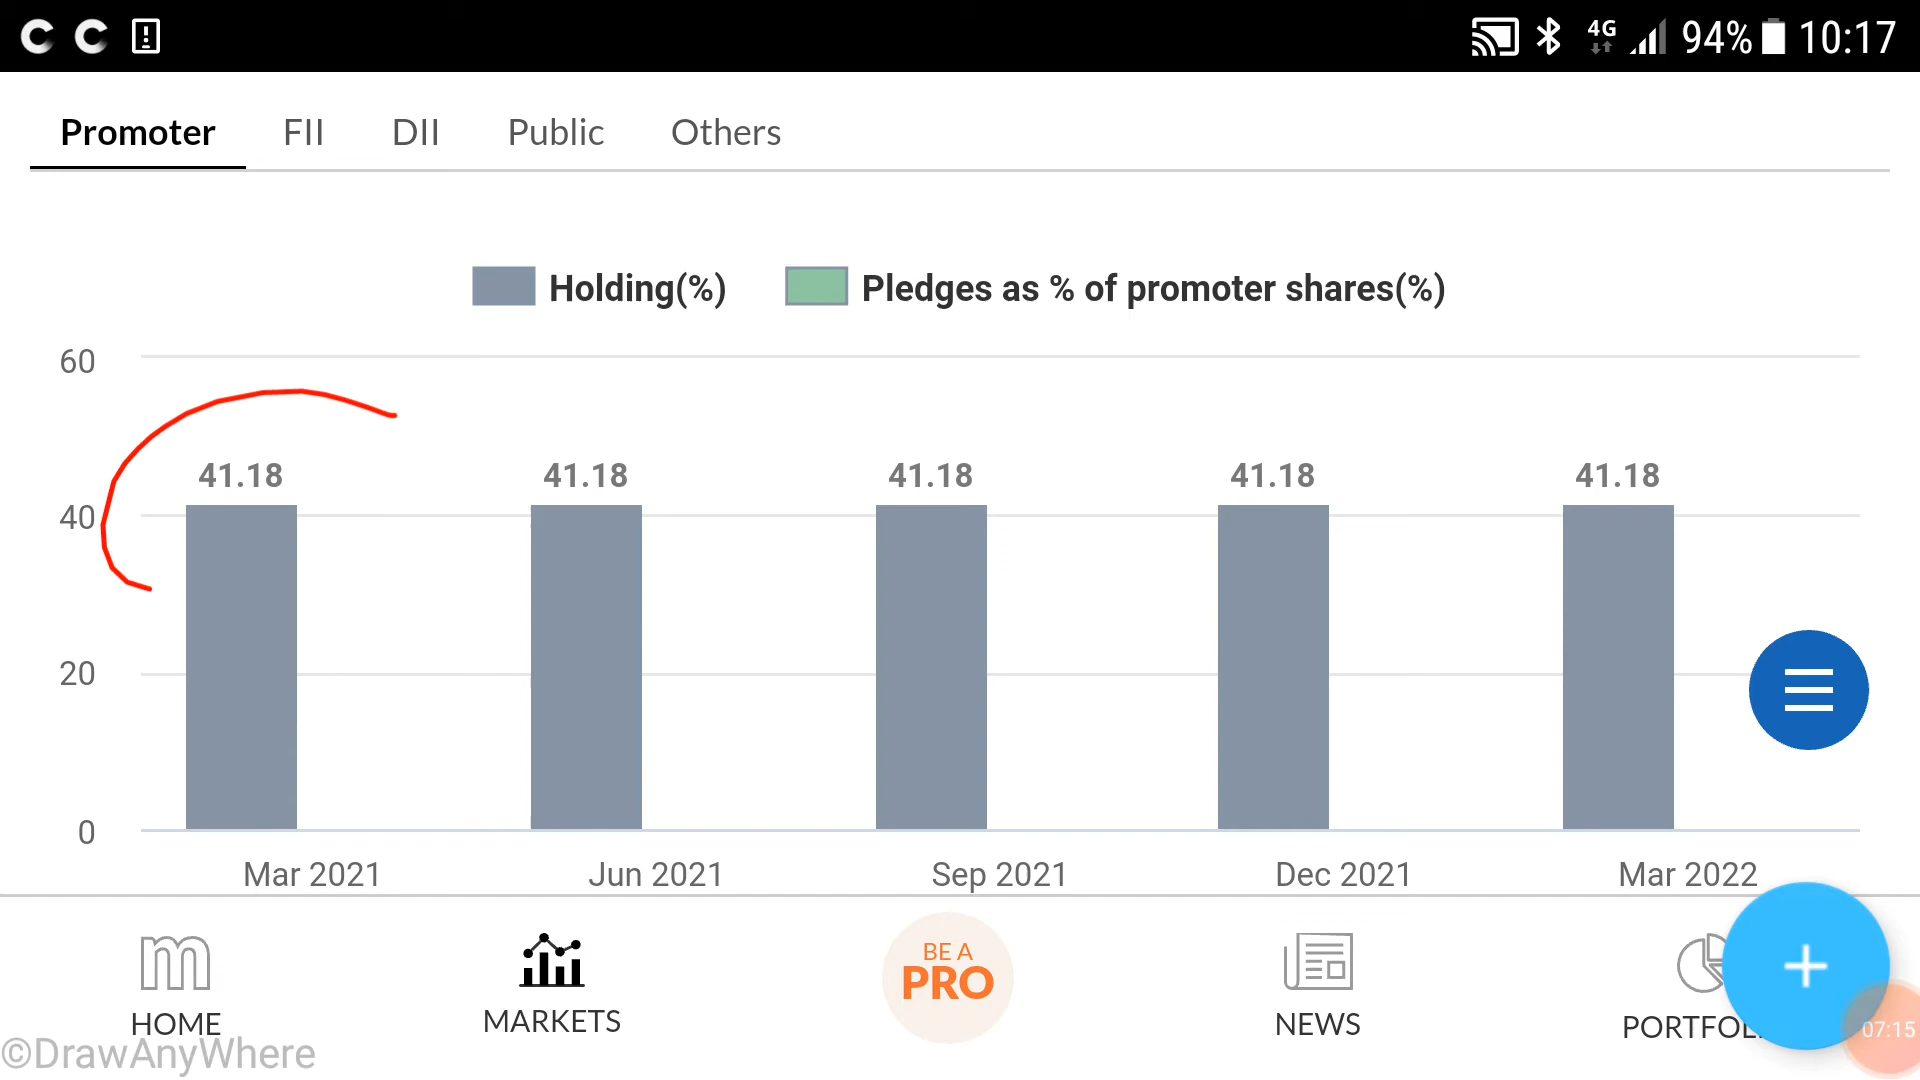 4G 94% 10:17
Promoter FII DII Public Others
Holding(%) Pledges as % of promoter shares(%)
60
41.18 41.18 41.18 41.18 41.18
40
20
0
Mar 2021 Jun 2021 Sep 2021 Dec 2021 Mar 2022
BE A
PRO
HOME MARKETS NEWS PORTFOL
07:15
©DrawAnyWhere